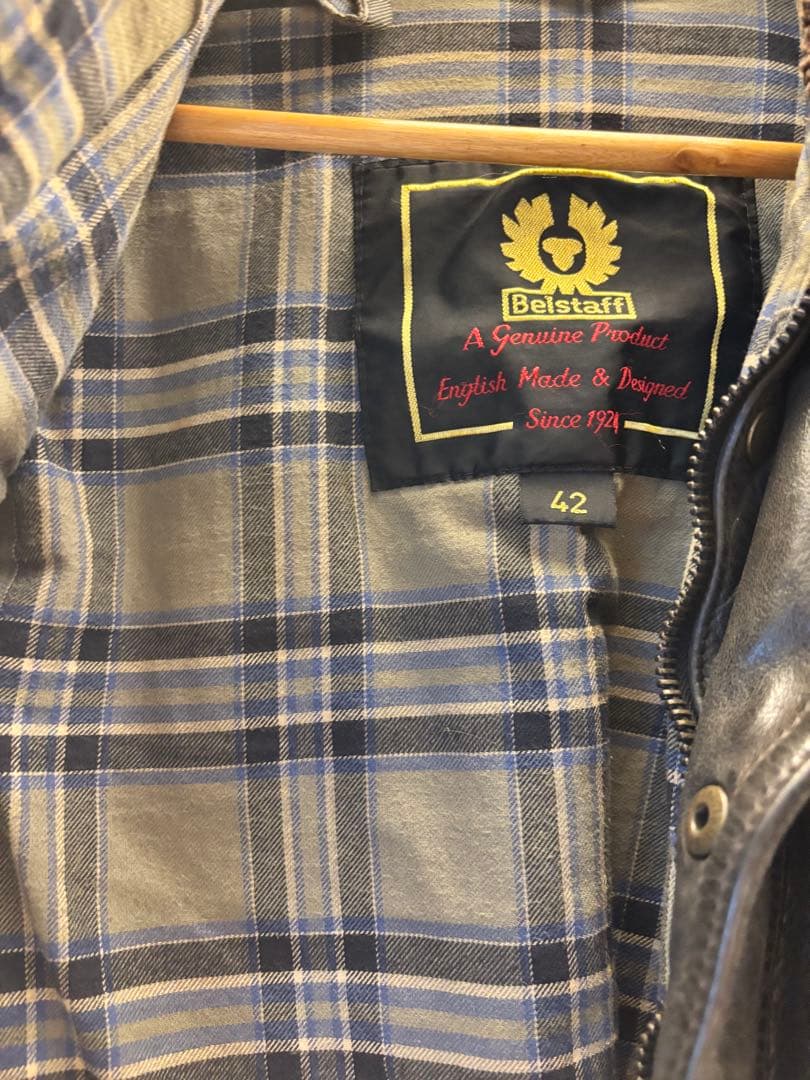 Belstaff
A Genuine Product
English Made & Designed
Since 1924
42